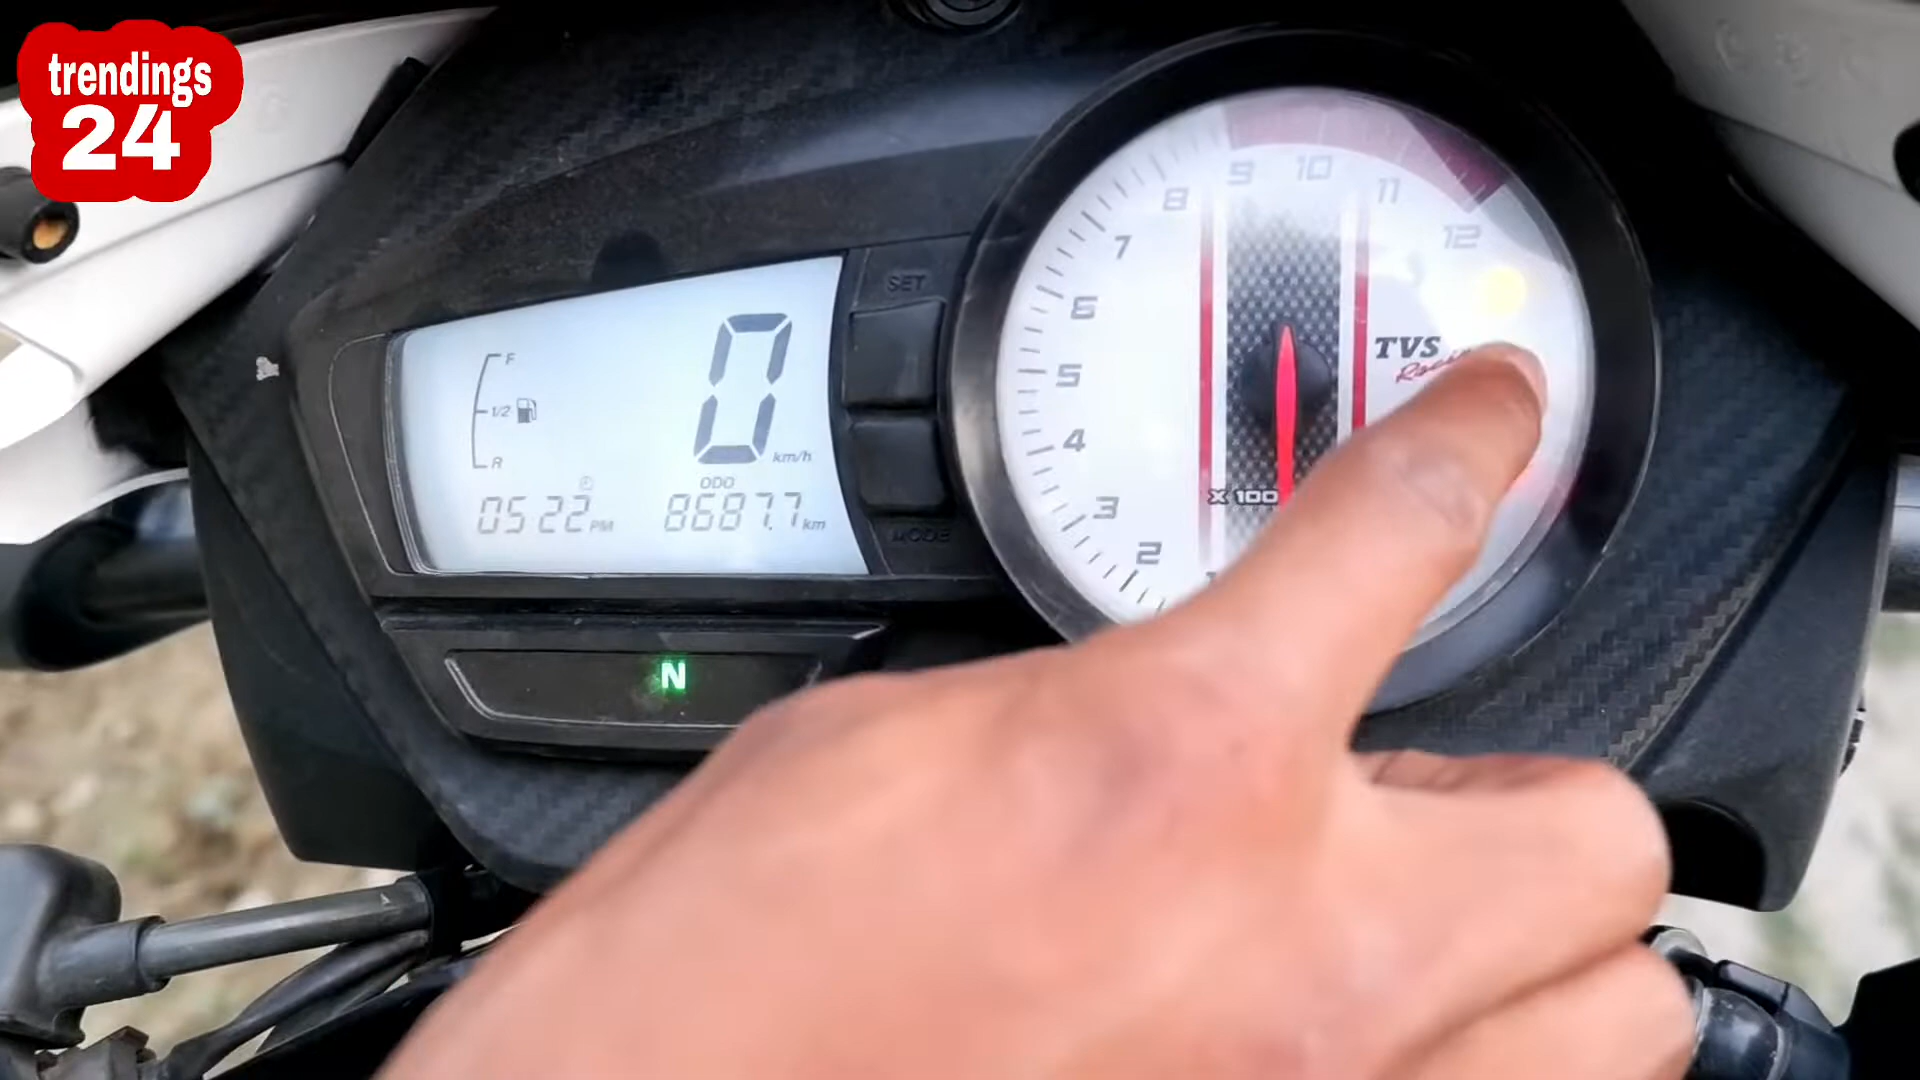 trendings
24
SET
F
1/2
R
0
km/h
05 22 PM
ODO
8687.7 km
MODE
N
2
3
4
5
6
7
8
9
10
11
12
TVS
X 100